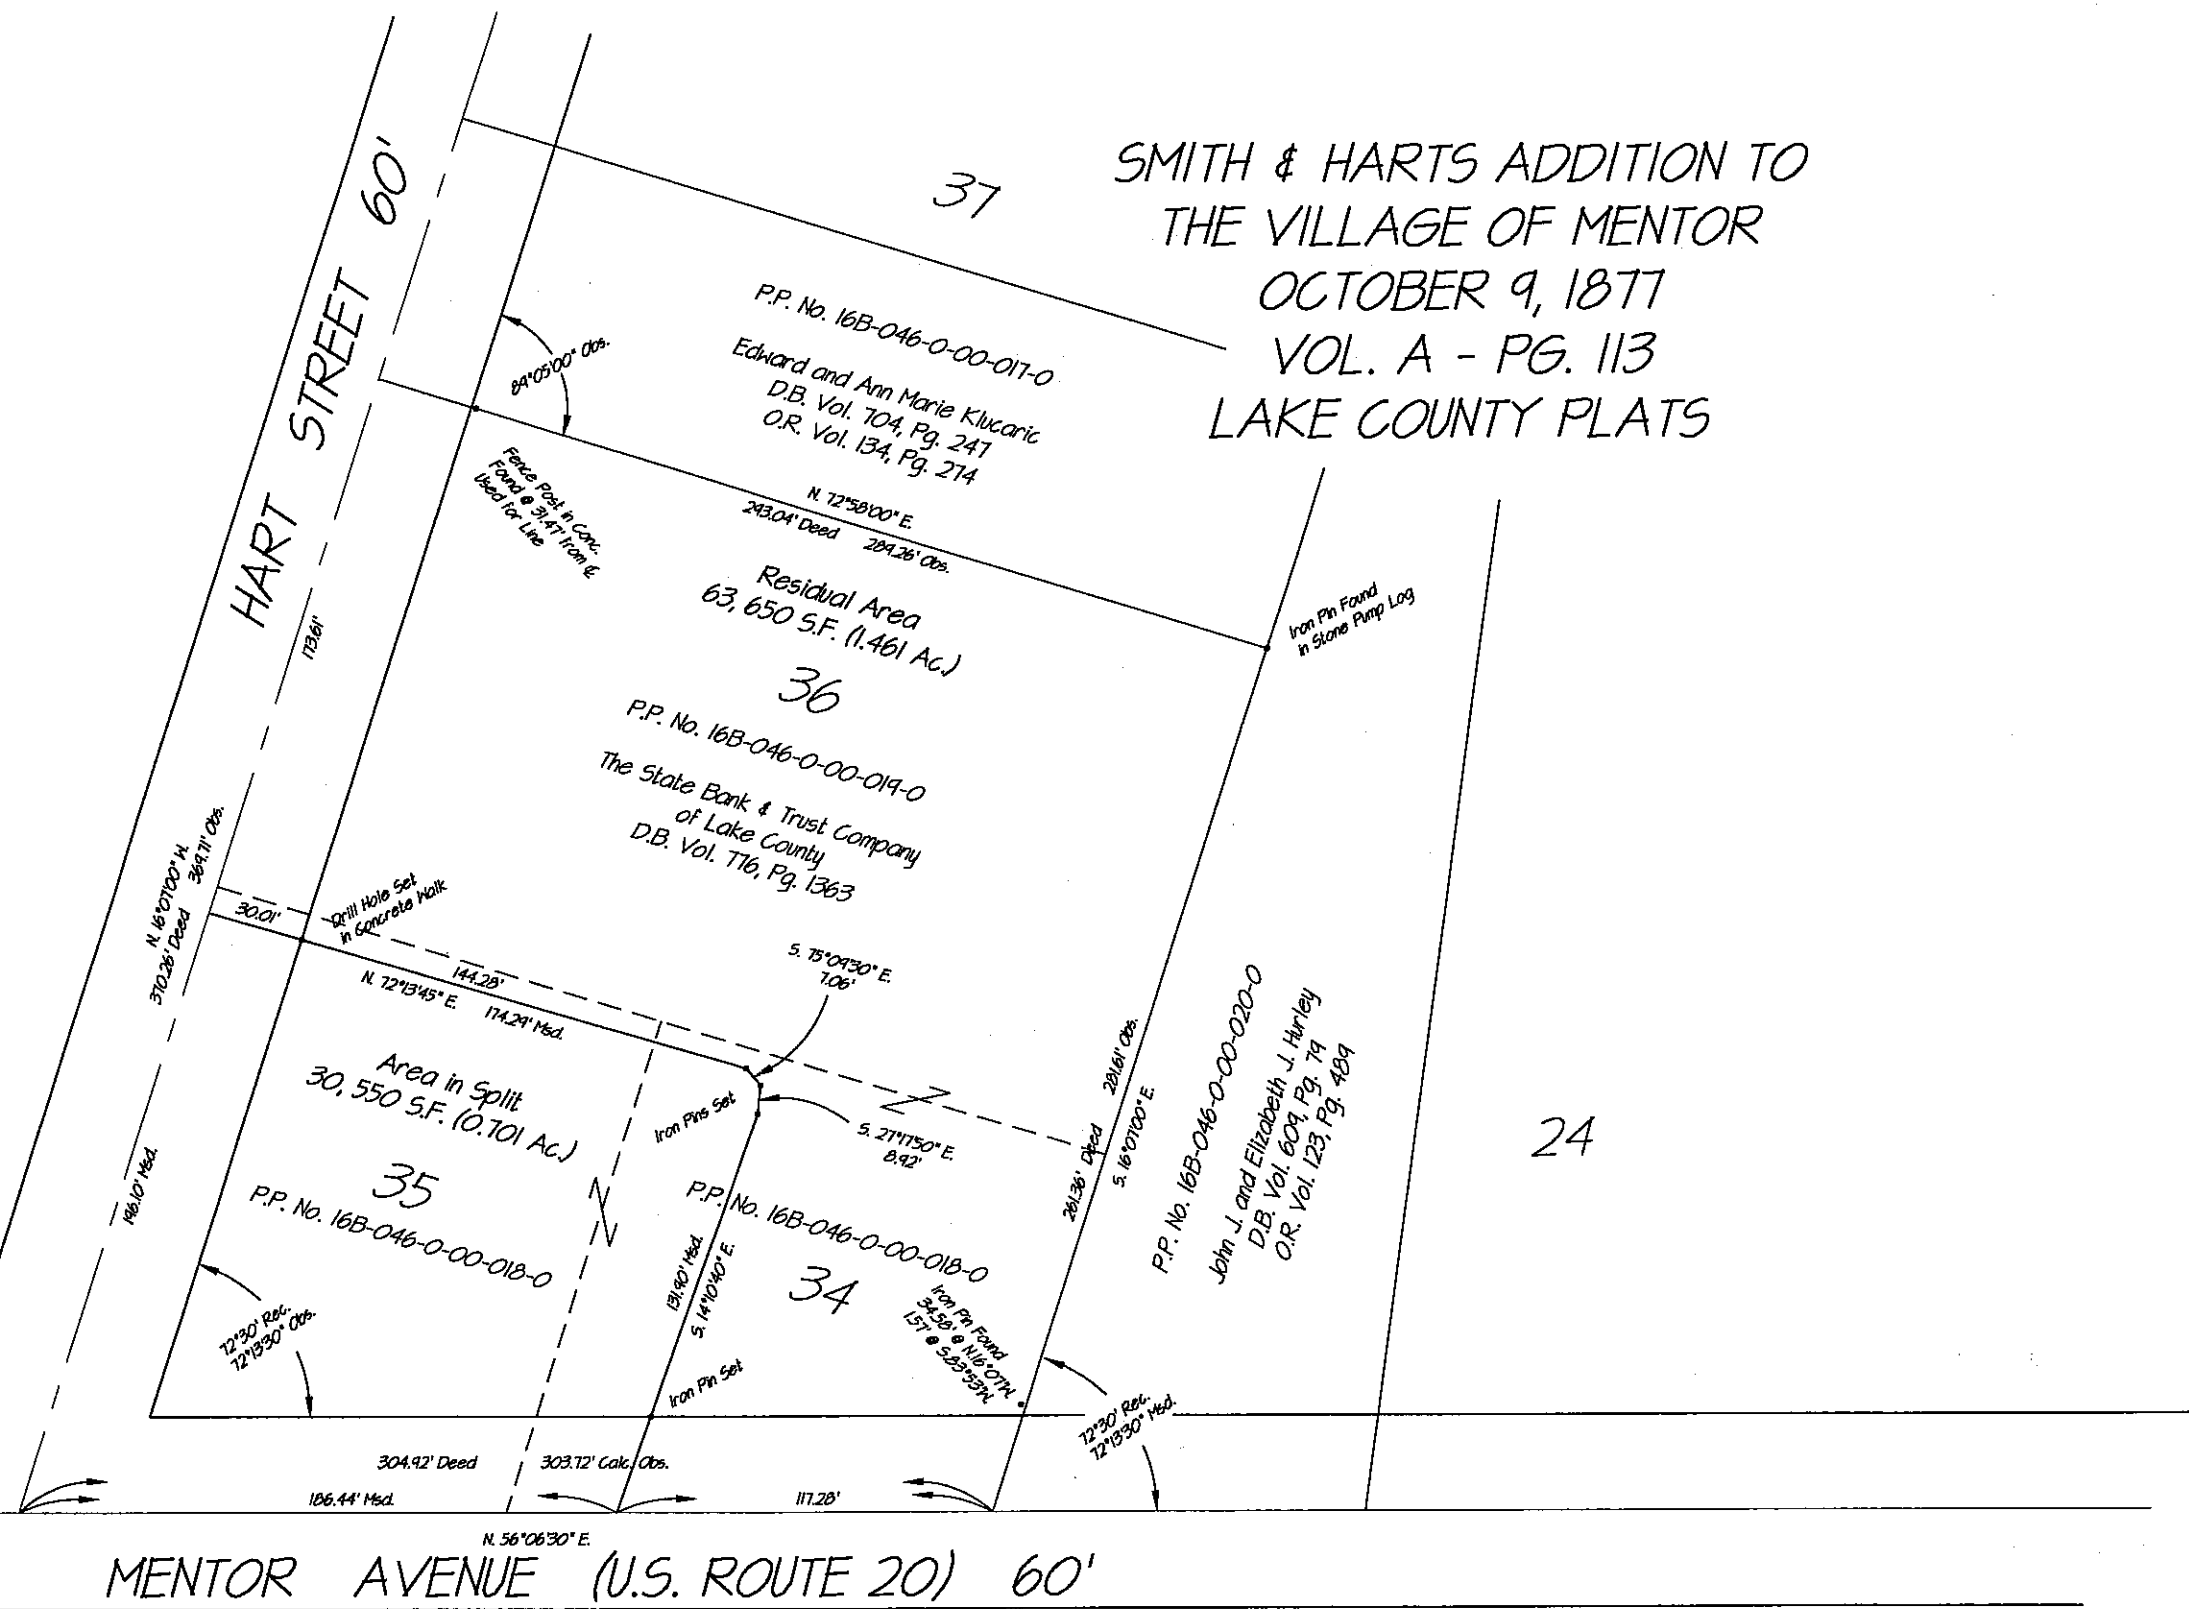 SMITH & HARTS ADDITION TO
THE VILLAGE OF MENTOR
OCTOBER 9, 1877
VOL. A - PG. 113
LAKE COUNTY PLATS
HART STREET 60'
37
P.P. No. 16B-046-0-00-017-0
Edward and Ann Marie Klucaric
D.B. Vol. 704, Pg. 247
O.R. Vol. 134, Pg. 274
89°05'00" Obs.
Fence Post in Conc.
Found @ 31.47' from ℄
Used for Line
N. 72°58'00" E.
293.04' Deed 289.26' Obs.
Iron Pin Found
in Stone Pump Log
Residual Area
63,650 S.F. (1.461 Ac.)
36
P.P. No. 16B-046-0-00-019-0
The State Bank & Trust Company
of Lake County
D.B. Vol. 776, Pg. 1363
173.61'
N. 16°07'00" W.
370.26' Deed 369.71' Obs.
30.01'
Drill Hole Set
in Concrete Walk
144.28'
N. 72°13'45" E. 174.29' Msd.
S. 75°09'30" E.
7.06'
Iron Pins Set
S. 27°17'50" E.
8.92'
Area in Split
30,550 S.F. (0.701 Ac.)
35
P.P. No. 16B-046-0-00-018-0
196.10' Msd.
72°30' Rec.
72°13'30" Obs.
P.P. No. 16B-046-0-00-018-0
34
131.90' Msd.
S. 14°10'40" E.
Iron Pin Set
Iron Pin Found
34.58' @ N.16°07'W.
1.57' @ S.83°53'W.
261.36' Deed 281.61' Obs.
S. 16°07'00" E.
P.P. No. 16B-046-0-00-020-0
John J. and Elizabeth J. Hurley
D.B. Vol. 609, Pg. 79
O.R. Vol. 123, Pg. 489
24
72°30' Rec.
72°13'30" Msd.
304.92' Deed 303.72' Calc. Obs.
186.44' Msd. 117.28'
N. 56°06'30" E.
MENTOR AVENUE (U.S. ROUTE 20) 60'